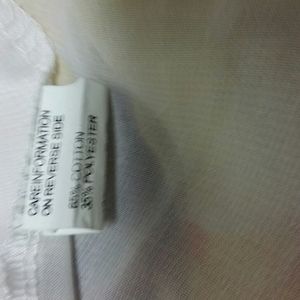 CARE INFORMATION
ON REVERSE SIDE
65% COTTON
35% POLYESTER